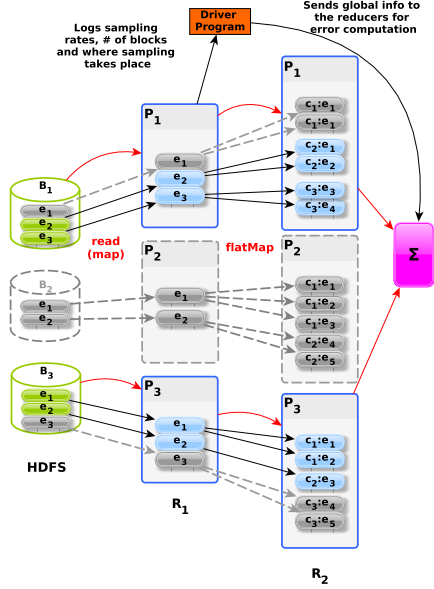 Logs sampling
rates, # of blocks
and where sampling
takes place
Driver
Program
Sends global info to
the reducers for
error computation
B1
e1
e2
e3
B2
e1
e2
B3
e1
e2
e3
HDFS
read
(map)
P1
e1
e2
e3
P2
e1
e2
P3
e1
e2
e3
R1
flatMap
P1
c1:e1
c1:e1
c2:e1
c2:e2
c3:e3
c3:e4
P2
c1:e1
c1:e2
c1:e3
c2:e4
c2:e5
P3
c1:e1
c1:e2
c2:e3
c3:e4
c3:e5
R2
Σ